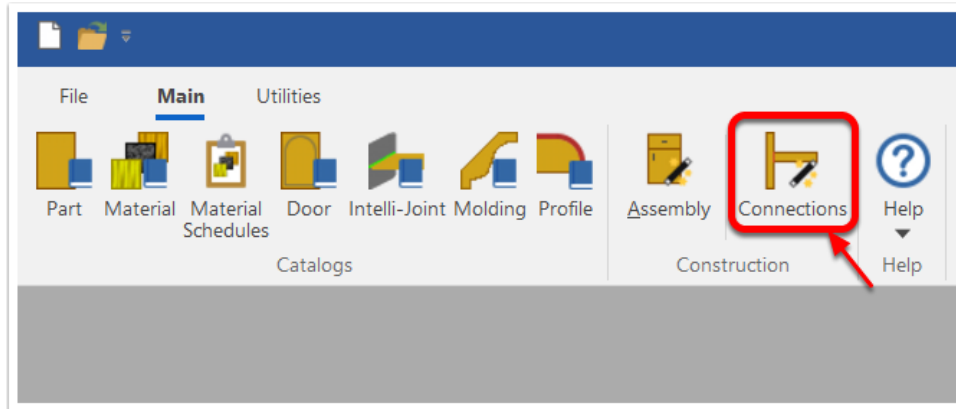 File Main Utilities
Part Material Material Schedules Door Intelli-Joint Molding Profile Assembly Connections Help
Catalogs Construction Help